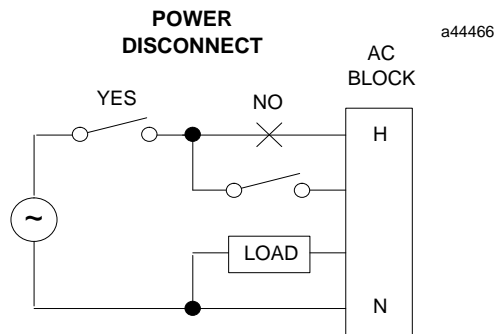 POWER
DISCONNECT
a44466
AC
BLOCK
YES
NO
H
~
LOAD
N